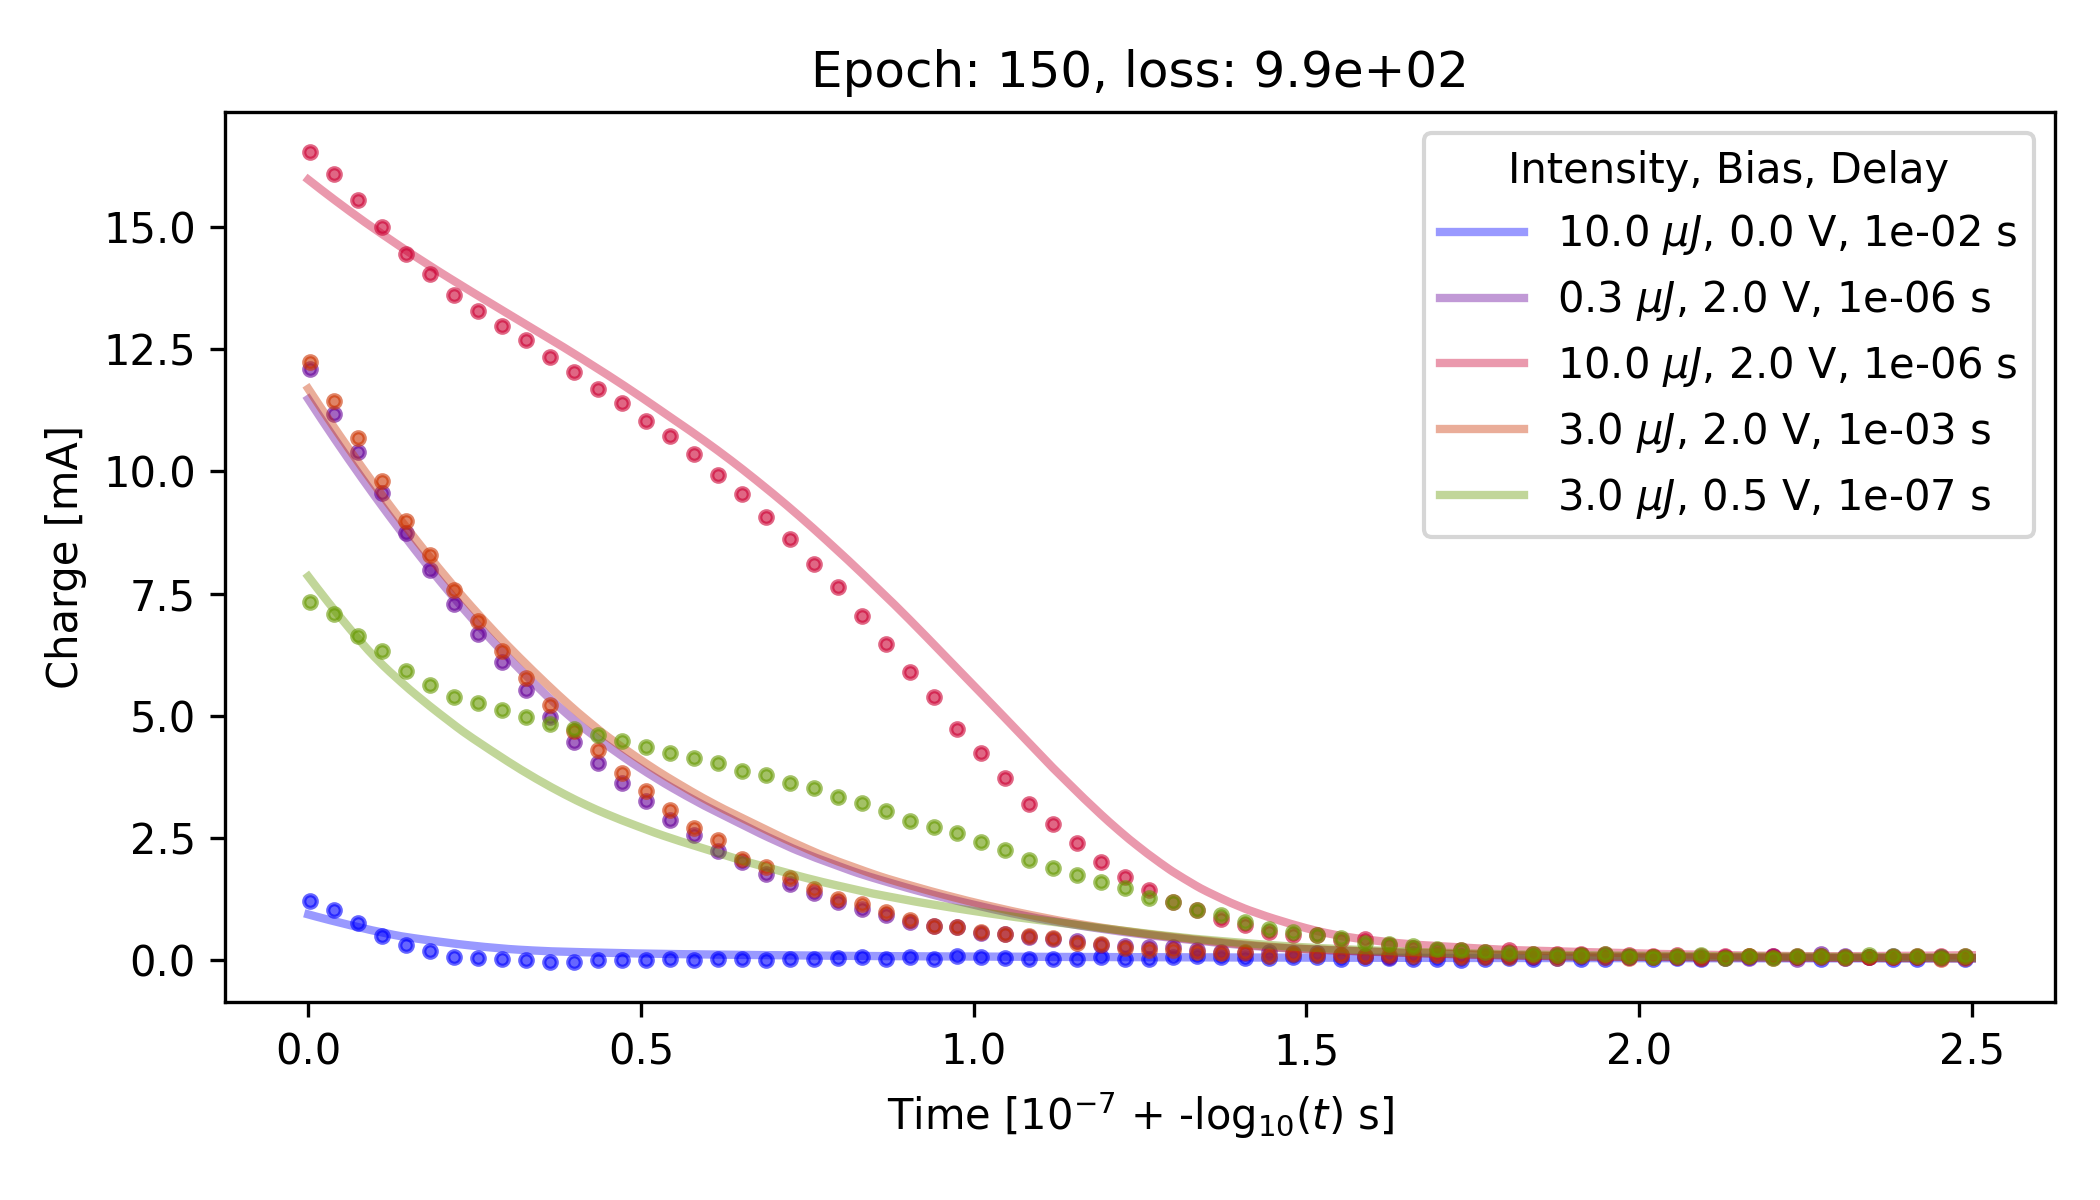 Epoch: 150, loss: 9.9e+02
Charge [mA]
15.0
12.5
10.0
7.5
5.0
2.5
0.0
Intensity, Bias, Delay
10.0 μJ, 0.0 V, 1e-02 s
0.3 μJ, 2.0 V, 1e-06 s
10.0 μJ, 2.0 V, 1e-06 s
3.0 μJ, 2.0 V, 1e-03 s
3.0 μJ, 0.5 V, 1e-07 s
0.0 0.5 1.0 1.5 2.0 2.5
Time [10⁻⁷ + -log₁₀(t) s]